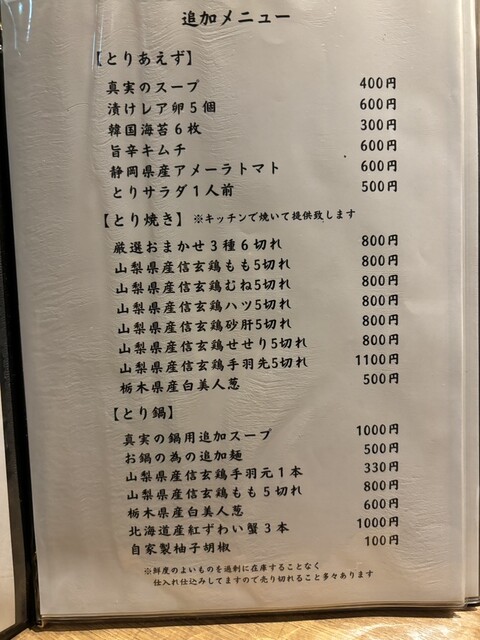 追加メニュー
【とりあえず】
真実のスープ 400円
漬けレア卵5個 600円
韓国海苔6枚 300円
旨辛キムチ 600円
静岡県産アメーラトマト 600円
とりサラダ1人前 500円
【とり焼き】 ※キッチンで焼いて提供致します
厳選おまかせ3種6切れ 800円
山梨県産信玄鶏もも5切れ 800円
山梨県産信玄鶏むね5切れ 800円
山梨県産信玄鶏ハツ5切れ 800円
山梨県産信玄鶏砂肝5切れ 800円
山梨県産信玄鶏せせり5切れ 800円
山梨県産信玄鶏手羽先5切れ 1100円
栃木県産白美人葱 500円
【とり鍋】
真実の鍋用追加スープ 1000円
お鍋の為の追加麺 500円
山梨県産信玄鶏手羽元1本 330円
山梨県産信玄鶏もも5切れ 800円
栃木県産白美人葱 600円
北海道産紅ずわい蟹3本 1000円
自家製柚子胡椒 100円
※鮮度のよいものを過剰に在庫することなく
仕入れ仕込みしてますので売り切れること多々あります